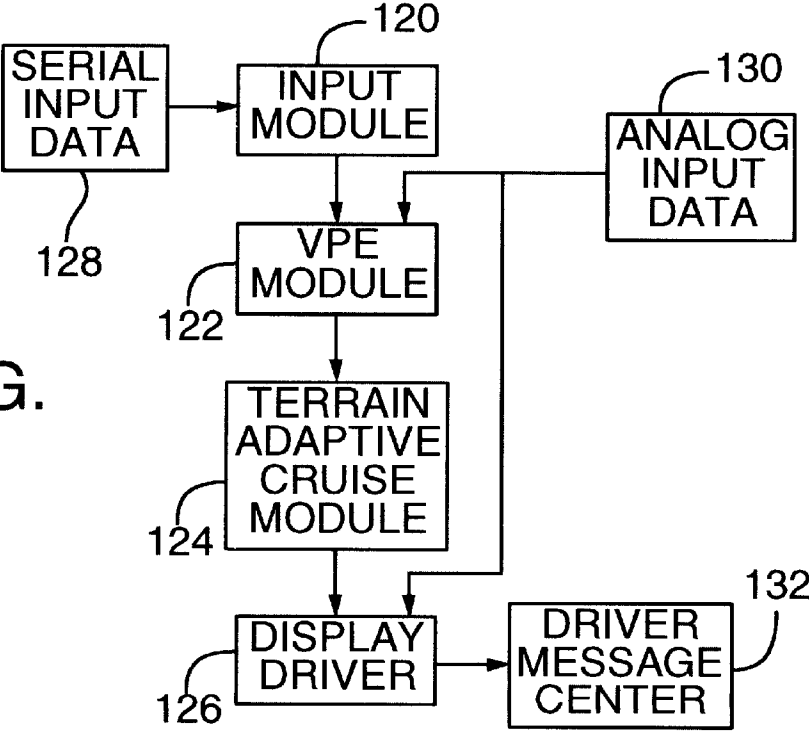 120
SERIAL
INPUT
DATA
128
INPUT
MODULE
130
ANALOG
INPUT
DATA
VPE
MODULE
122
G.
TERRAIN
ADAPTIVE
CRUISE
MODULE
124
DISPLAY
DRIVER
126
DRIVER
MESSAGE
CENTER
132